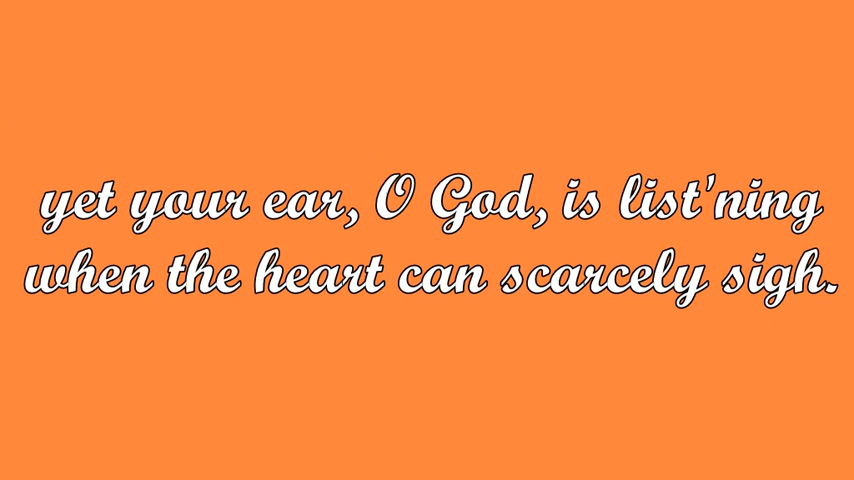 yet your ear, O God, is list'ning
when the heart can scarcely sigh.